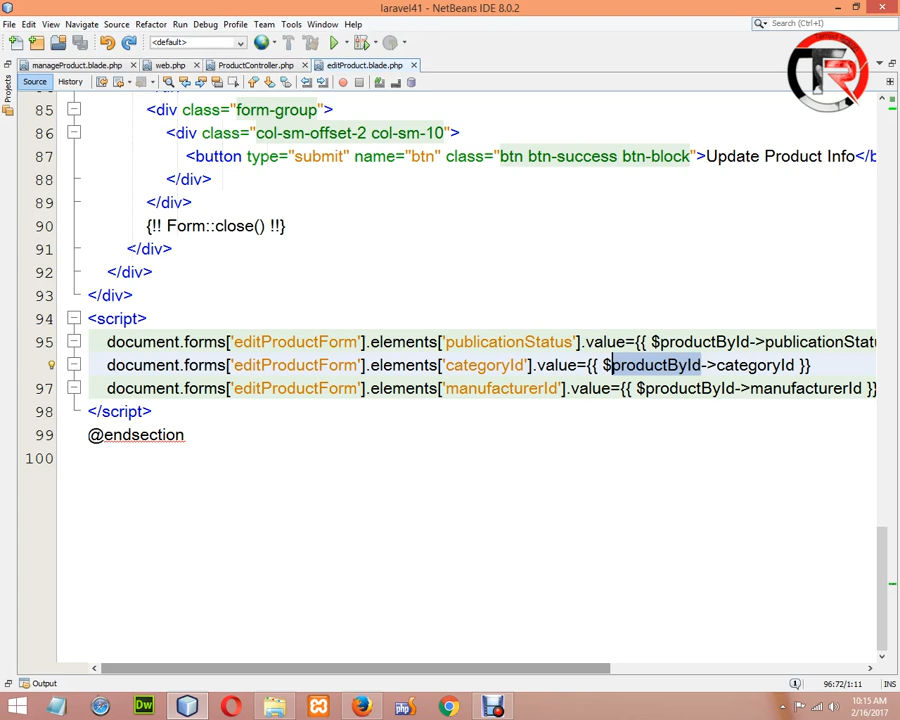 laravel41 - NetBeans IDE 8.0.2
File Edit View Navigate Source Refactor Run Debug Profile Team Tools Window Help
Search (Ctrl+I)
<default>
manageProduct.blade.php web.php ProductController.php editProduct.blade.php
Source History
Projects
85 <div class="form-group">
86 <div class="col-sm-offset-2 col-sm-10">
87 <button type="submit" name="btn" class="btn btn-success btn-block">Update Product Info</b
88 </div>
89 </div>
90 {!! Form::close() !!}
91 </div>
92 </div>
93 </div>
94 <script>
95 document.forms['editProductForm'].elements['publicationStatus'].value={{ $productById->publicationStatu
document.forms['editProductForm'].elements['categoryId'].value={{ $productById->categoryId }}
97 document.forms['editProductForm'].elements['manufacturerId'].value={{ $productById->manufacturerId }}
98 </script>
99 @endsection
100
Output
96:72/1:11 INS
10:15 AM
2/16/2017